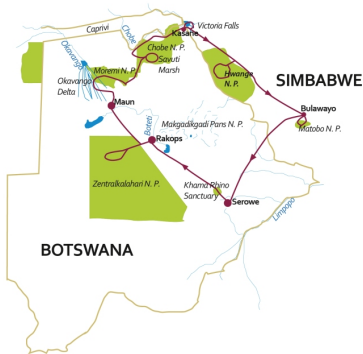 Caprivi
Chobe
Victoria Falls
Kasane
Okavango
Chobe N. P.
Savuti
Marsh
Moremi N. P.
Hwange
N. P.
SIMBABWE
Okavango
Delta
Maun
Bulawayo
Makgadikgadi Pans N. P.
Matobo N. P.
Boteti
Rakops
Zentralkalahari N. P.
Khama Rhino
Sanctuary
Serowe
Limpopo
BOTSWANA